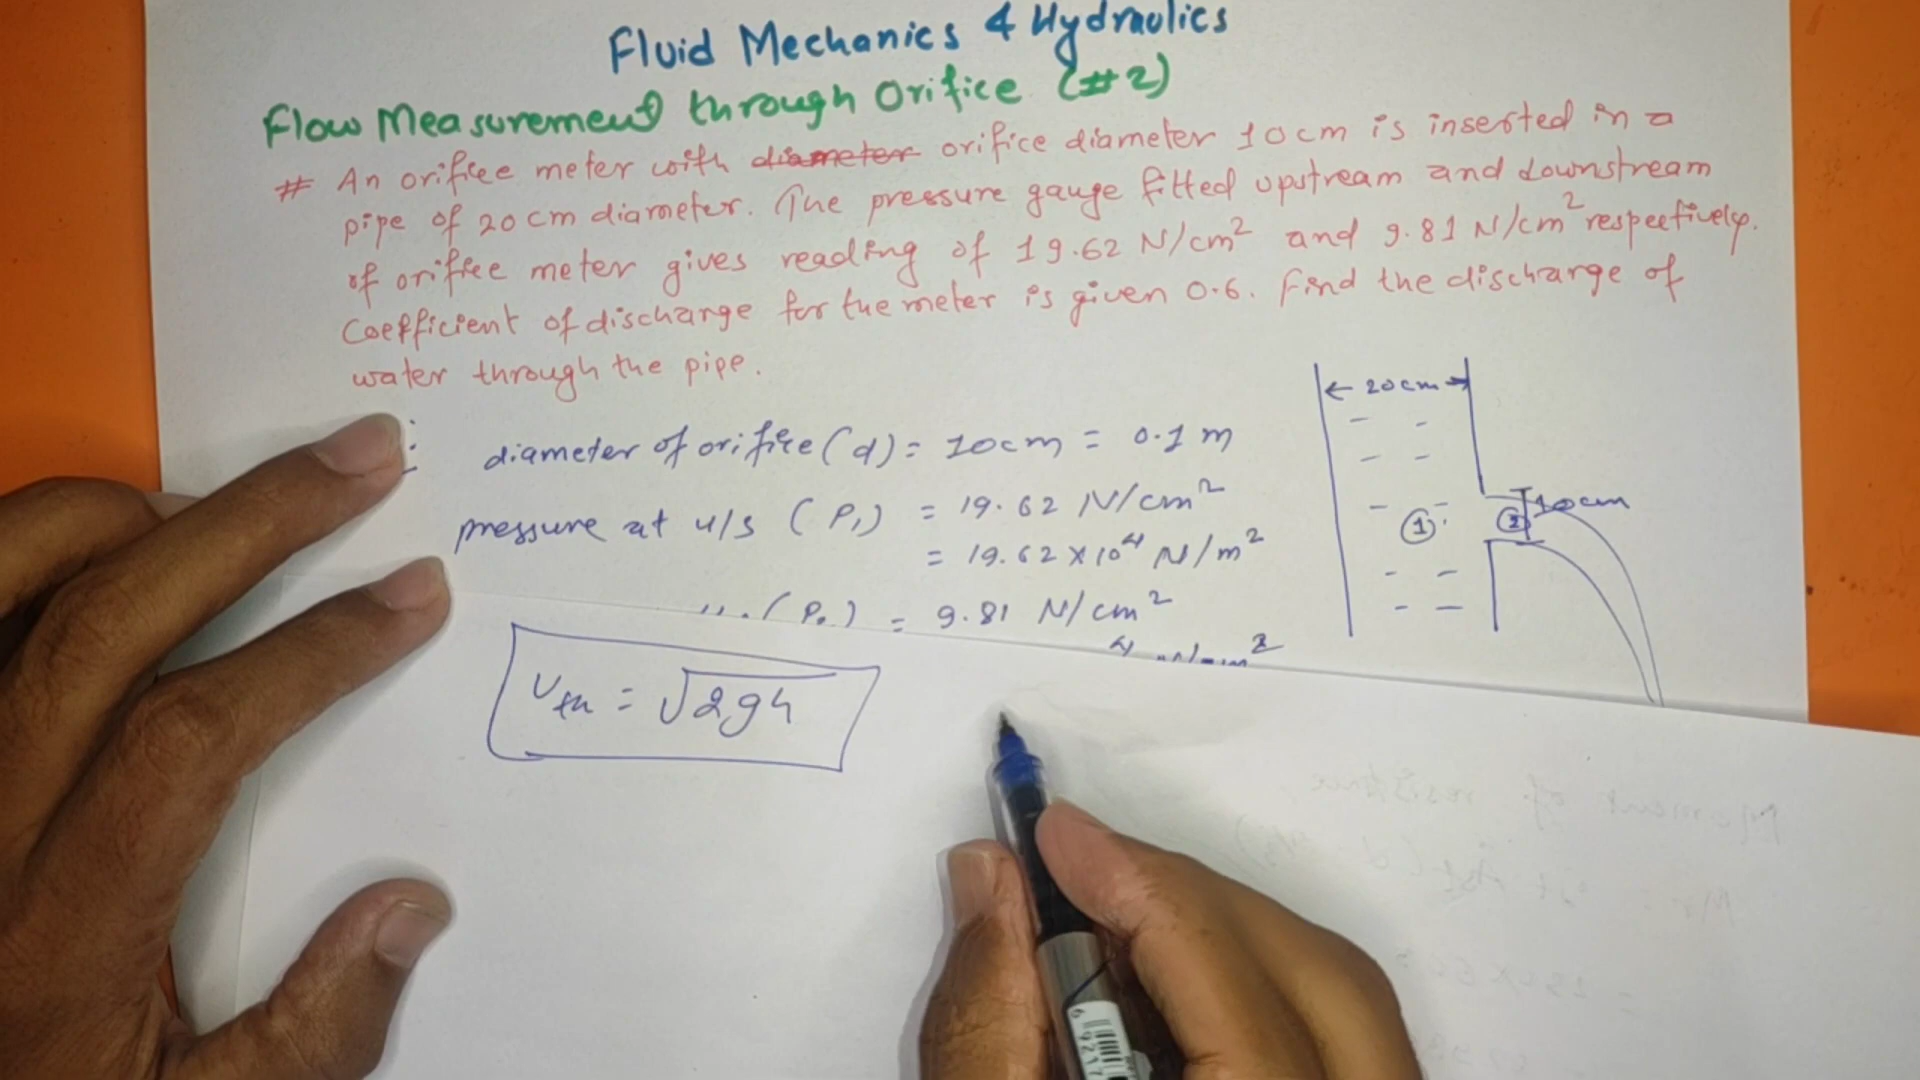 Fluid Mechanics & Hydraulics
Flow Measurement through Orifice (#2)
# An orifice meter with diameter orifice diameter 10cm is inserted in a
pipe of 20 cm diameter. The pressure gauge fitted upstream and downstream
of orifice meter gives reading of 19.62 N/cm² and 9.81 N/cm² respectively.
Coefficient of discharge for the meter is given 0.6. Find the discharge of
water through the pipe.
← 20cm →
diameter of orifice (d) = 10cm = 0.1 m
pressure at u/s (P₁) = 19.62 N/cm²
= 19.62 × 10⁴ N/m²
① ② 10cm
= 9.81 N/cm²
V_th = √2gh